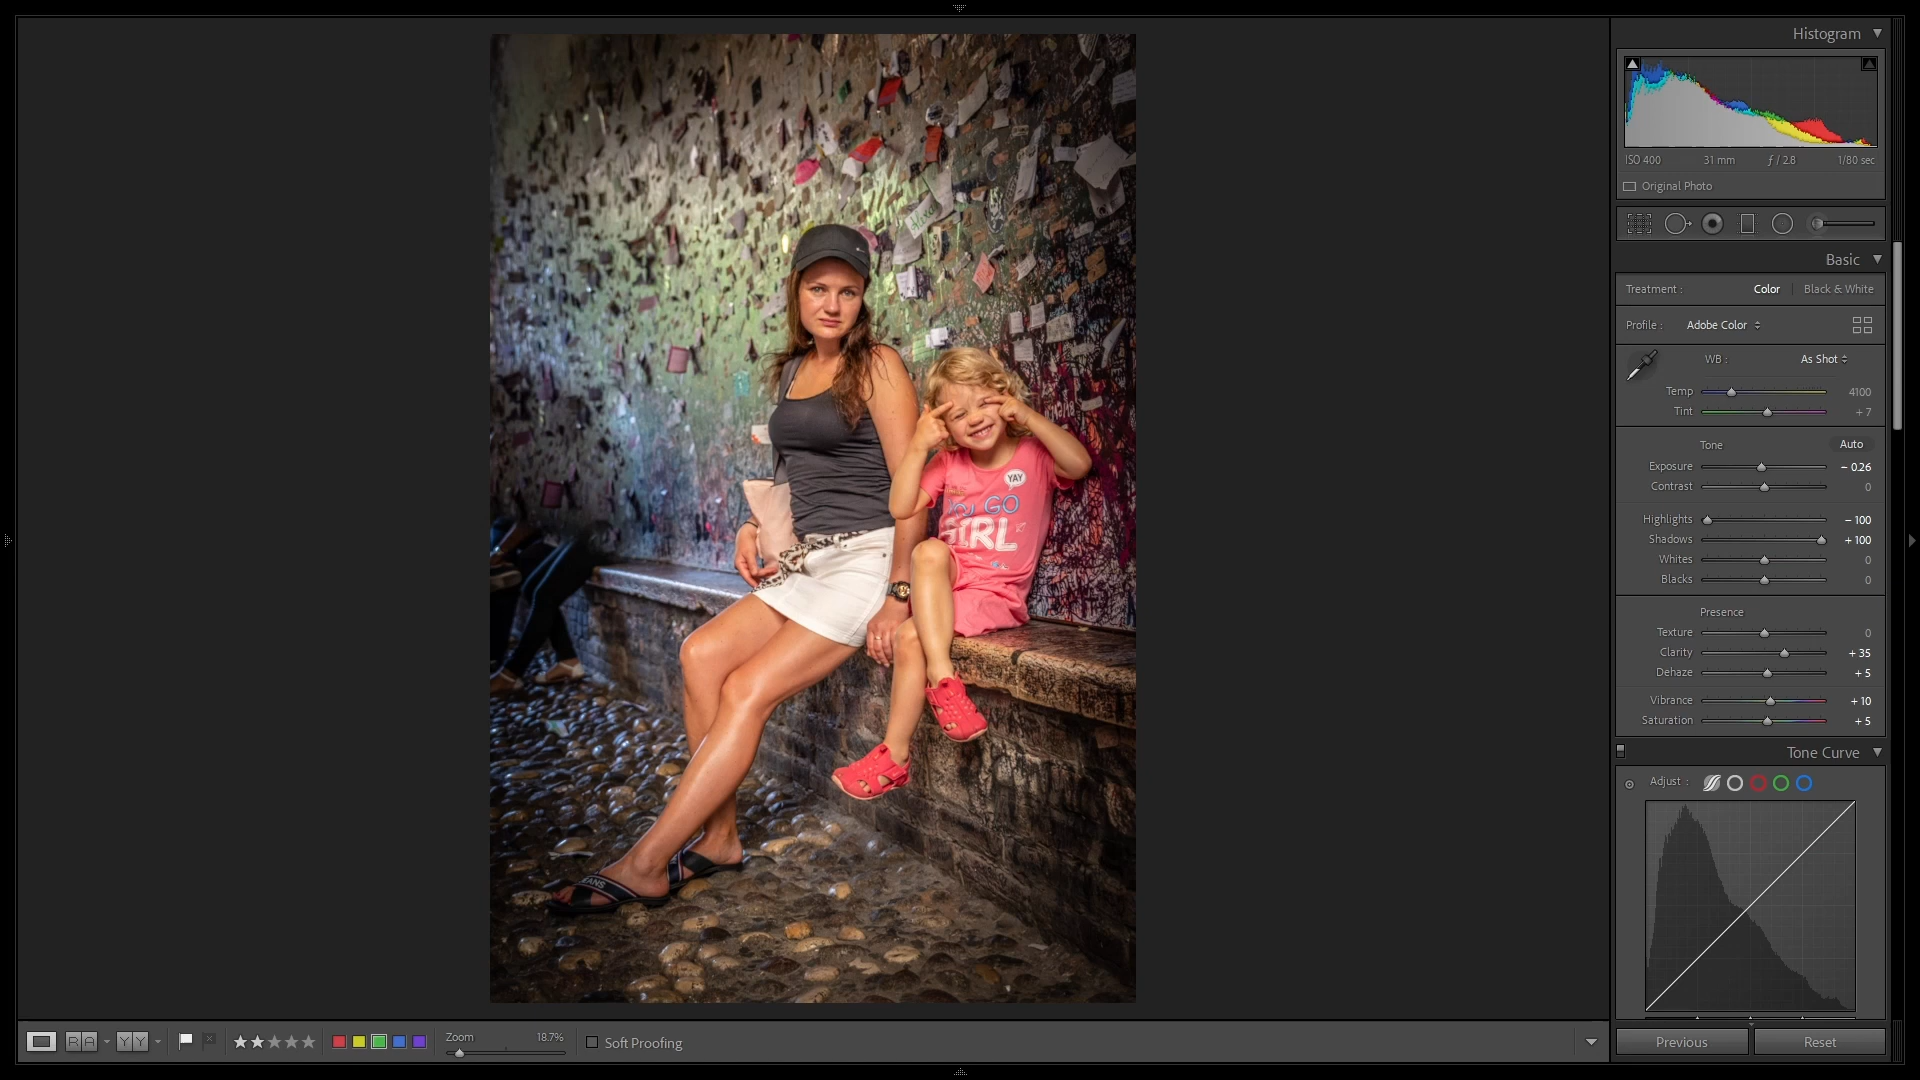 Histogram
ISO 400 31 mm ƒ / 2.8 1/80 sec
Original Photo
Basic
Treatment : Color Black & White
Profile : Adobe Color
WB : As Shot
Temp 4100
Tint + 7
Tone Auto
Exposure – 0.26
Contrast 0
Highlights – 100
Shadows + 100
Whites 0
Blacks 0
Presence
Texture 0
Clarity + 35
Dehaze + 5
Vibrance + 10
Saturation + 5
Tone Curve
Adjust :
YAY
YOU GO
GIRL
R A Y Y
Zoom 18.7%
Soft Proofing
Previous Reset